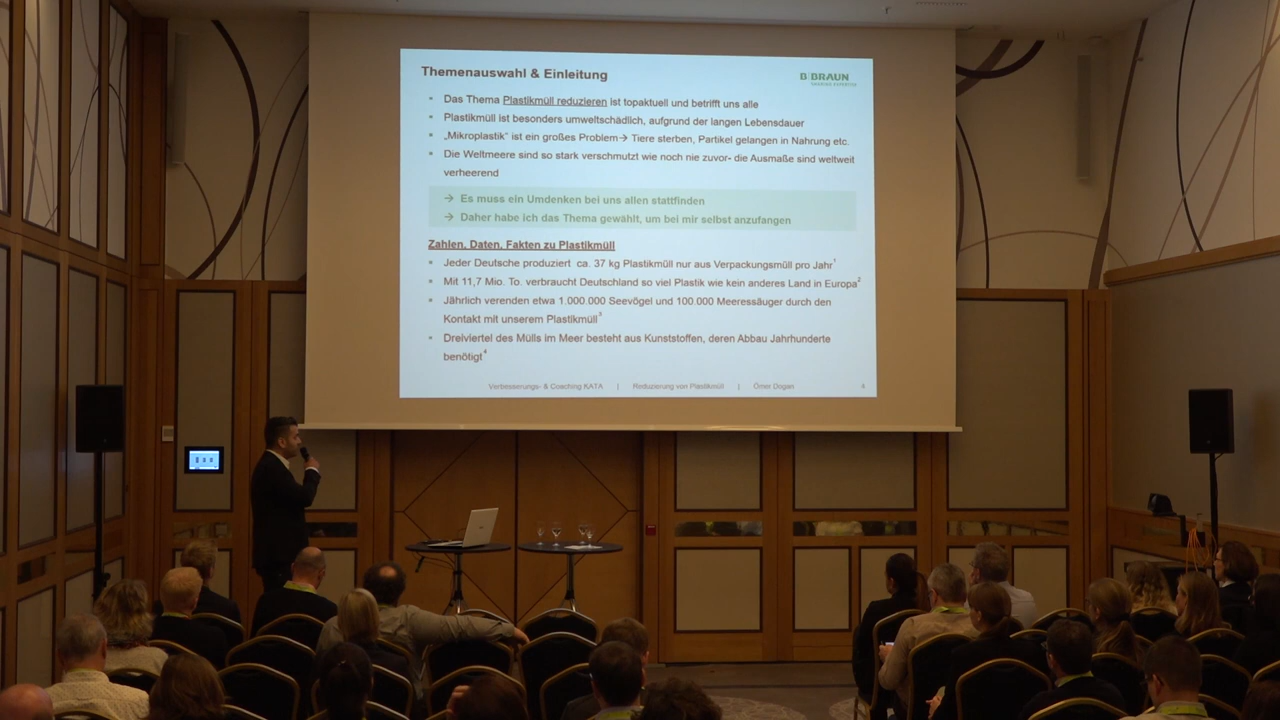 Themenauswahl & Einleitung
B|BRAUN
SHARING EXPERTISE
Das Thema Plastikmüll reduzieren ist topaktuell und betrifft uns alle
Plastikmüll ist besonders umweltschädlich, aufgrund der langen Lebensdauer
„Mikroplastik“ ist ein großes Problem→ Tiere sterben, Partikel gelangen in Nahrung etc.
Die Weltmeere sind so stark verschmutzt wie noch nie zuvor- die Ausmaße sind weltweit
verheerend
→ Es muss ein Umdenken bei uns allen stattfinden
→ Daher habe ich das Thema gewählt, um bei mir selbst anzufangen
Zahlen, Daten, Fakten zu Plastikmüll
Jeder Deutsche produziert ca. 37 kg Plastikmüll nur aus Verpackungsmüll pro Jahr¹
Mit 11,7 Mio. To. verbraucht Deutschland so viel Plastik wie kein anderes Land in Europa²
Jährlich verenden etwa 1.000.000 Seevögel und 100.000 Meeressäuger durch den
Kontakt mit unserem Plastikmüll³
Dreiviertel des Mülls im Meer besteht aus Kunststoffen, deren Abbau Jahrhunderte
benötigt⁴
Verbesserungs- & Coaching KATA | Reduzierung von Plastikmüll | Ömer Dogan